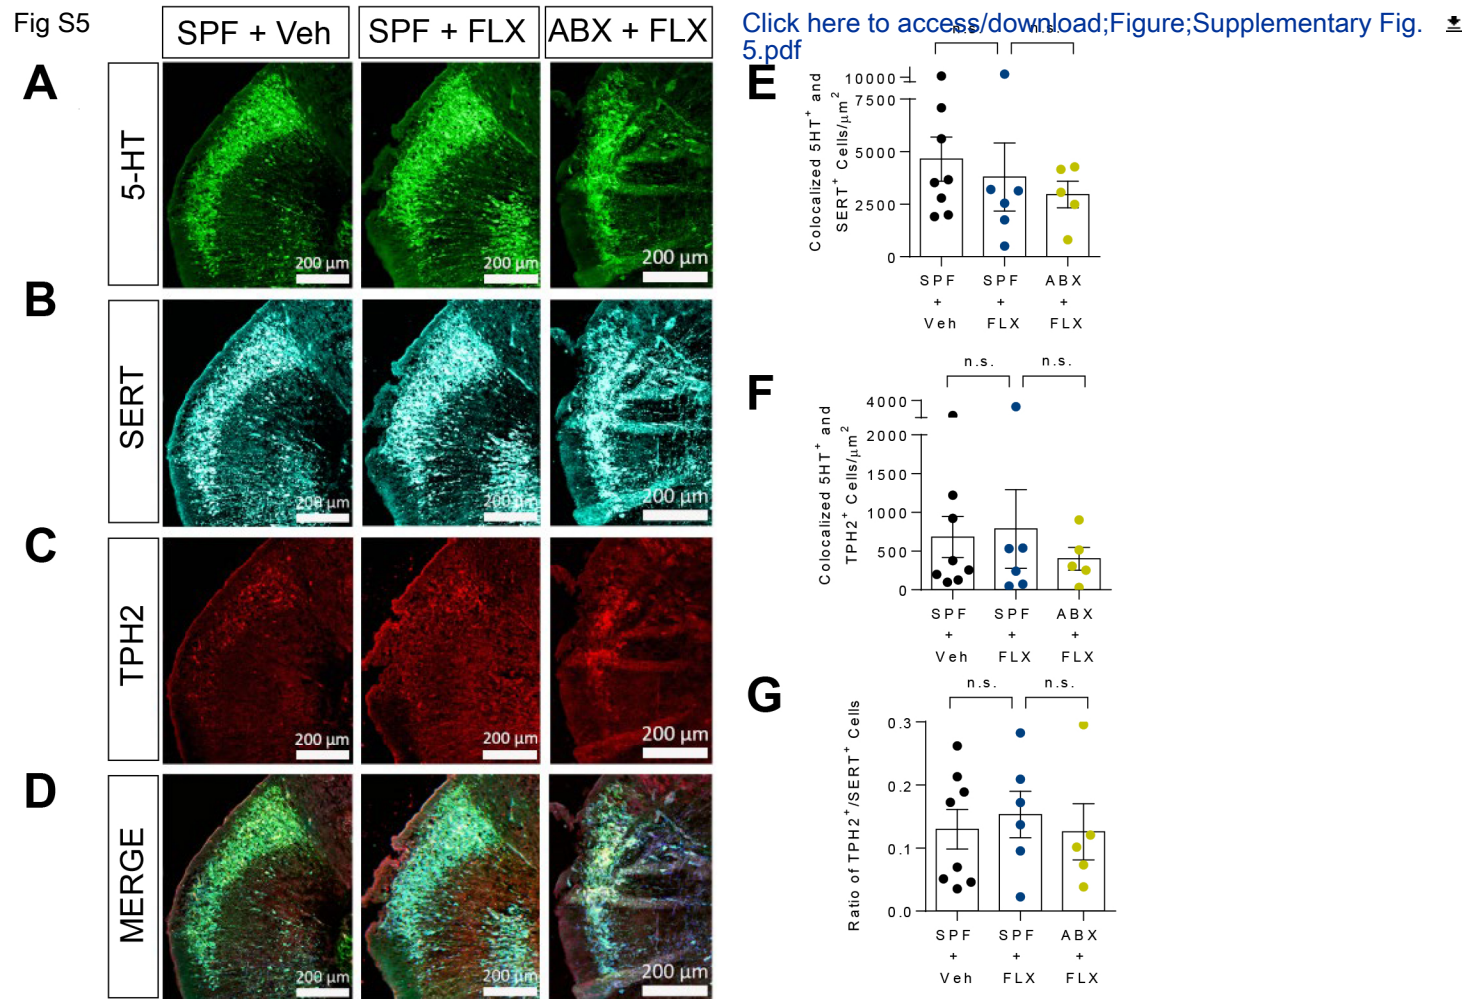 Fig S5
SPF + Veh
SPF + FLX
ABX + FLX
Click here to access/download;Figure;Supplementary Fig.
5.pdf
A
5-HT
200 µm
200 µm
200 µm
B
SERT
200 µm
200 µm
200 µm
C
TPH2
200 µm
200 µm
200 µm
D
MERGE
200 µm
200 µm
200 µm
E
n.s.
n.s.
Colocalized 5HT⁺ and
SERT⁺ Cells/µm²
10000
7500
5000
2500
0
SPF
+
Veh
SPF
+
FLX
ABX
+
FLX
F
n.s.
n.s.
Colocalized 5HT⁺ and
TPH2⁺ Cells/µm²
4000
2000
1500
1000
500
0
SPF
+
Veh
SPF
+
FLX
ABX
+
FLX
G
n.s.
n.s.
Ratio of TPH2⁺/SERT⁺ Cells
0.3
0.2
0.1
0.0
SPF
+
Veh
SPF
+
FLX
ABX
+
FLX